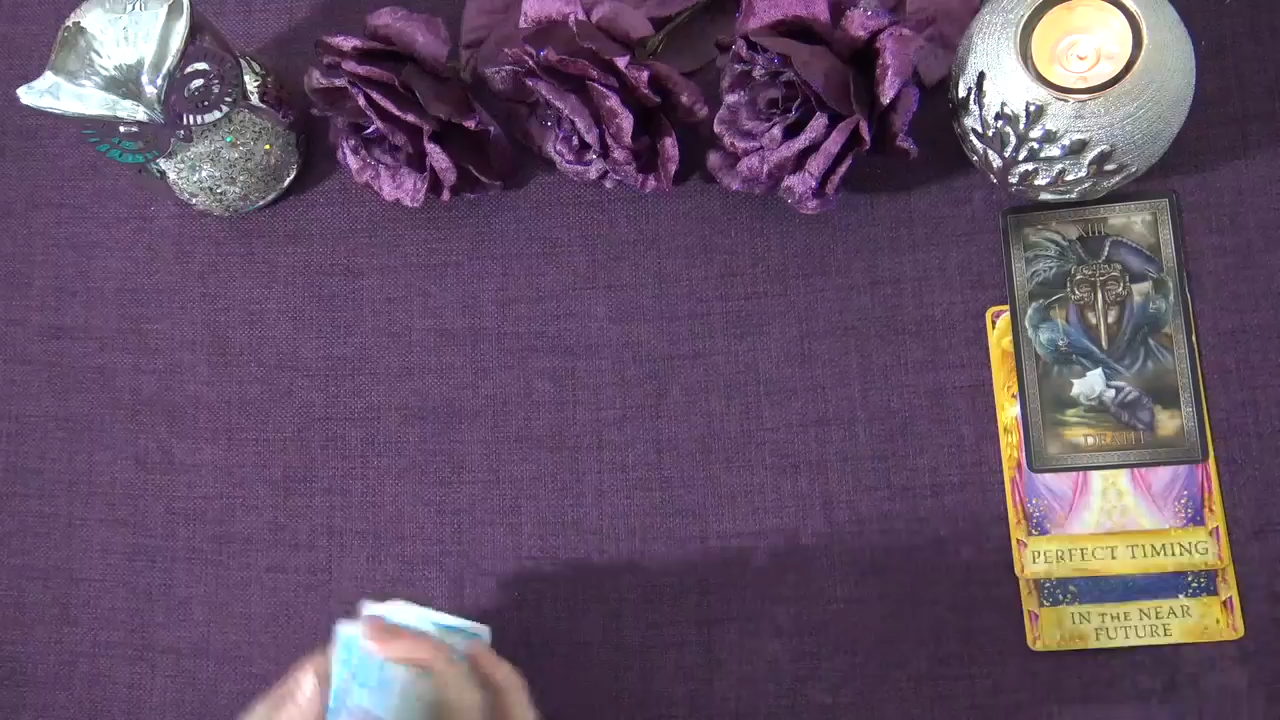 XIII
DEATH
PERFECT TIMING
IN THE NEAR
FUTURE